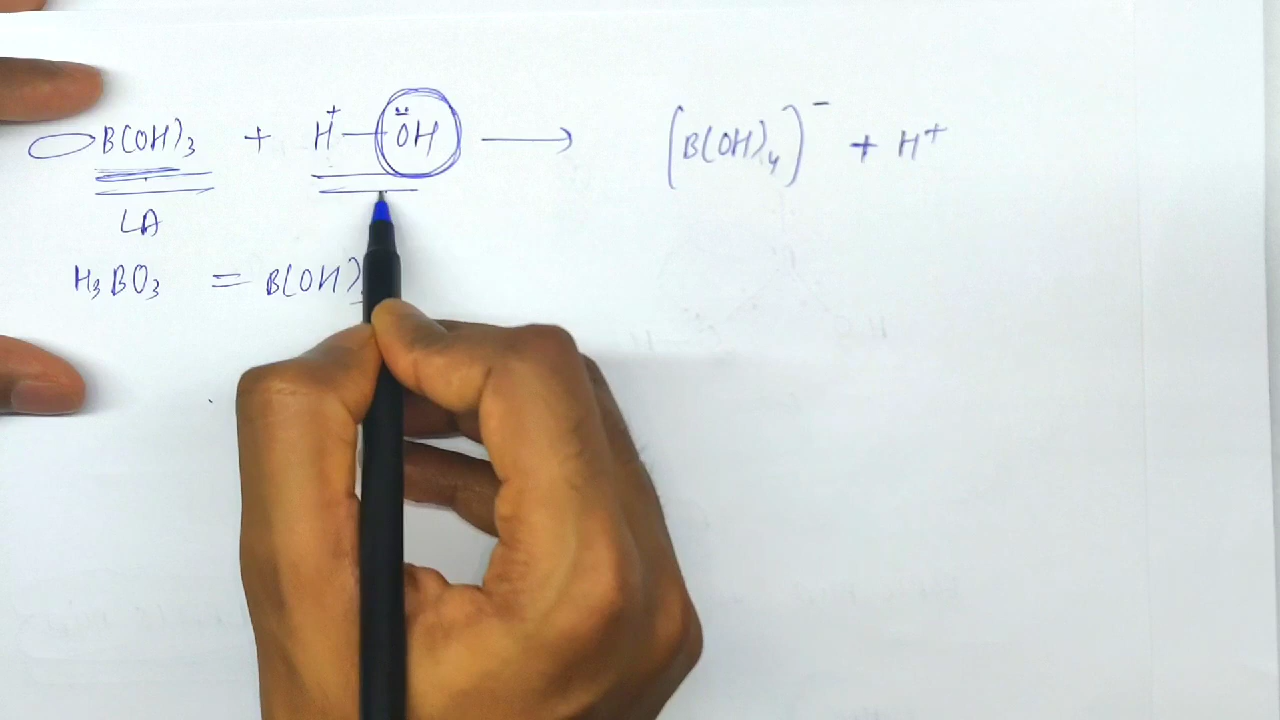 B(OH)3 + H+—ÖH ⟶ [B(OH)4]− + H+
LA
H3BO3 = B(OH)